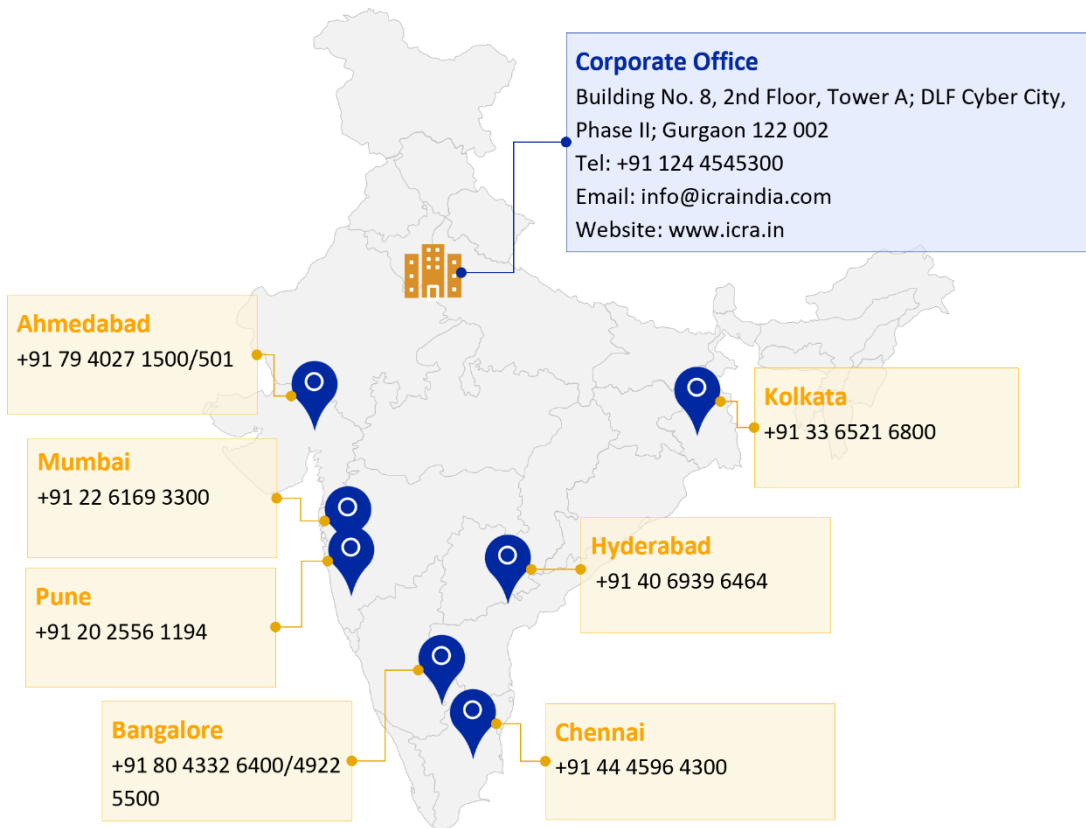 Corporate Office
Building No. 8, 2nd Floor, Tower A; DLF Cyber City,
Phase II; Gurgaon 122 002
Tel: +91 124 4545300
Email: info@icraindia.com
Website: www.icra.in
Ahmedabad
+91 79 4027 1500/501
Kolkata
+91 33 6521 6800
Mumbai
+91 22 6169 3300
Hyderabad
+91 40 6939 6464
Pune
+91 20 2556 1194
Bangalore
+91 80 4332 6400/4922
5500
Chennai
+91 44 4596 4300